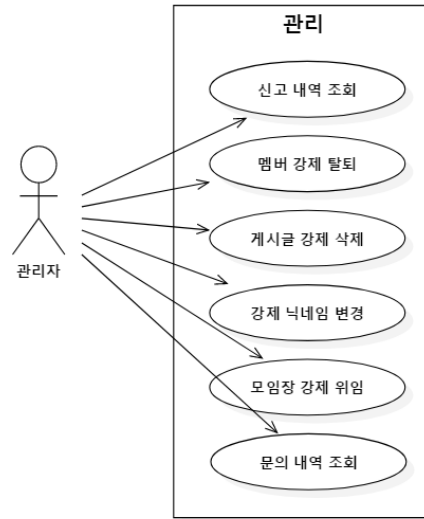 관리
신고 내역 조회
멤버 강제 탈퇴
게시글 강제 삭제
관리자
강제 닉네임 변경
모임장 강제 위임
문의 내역 조회